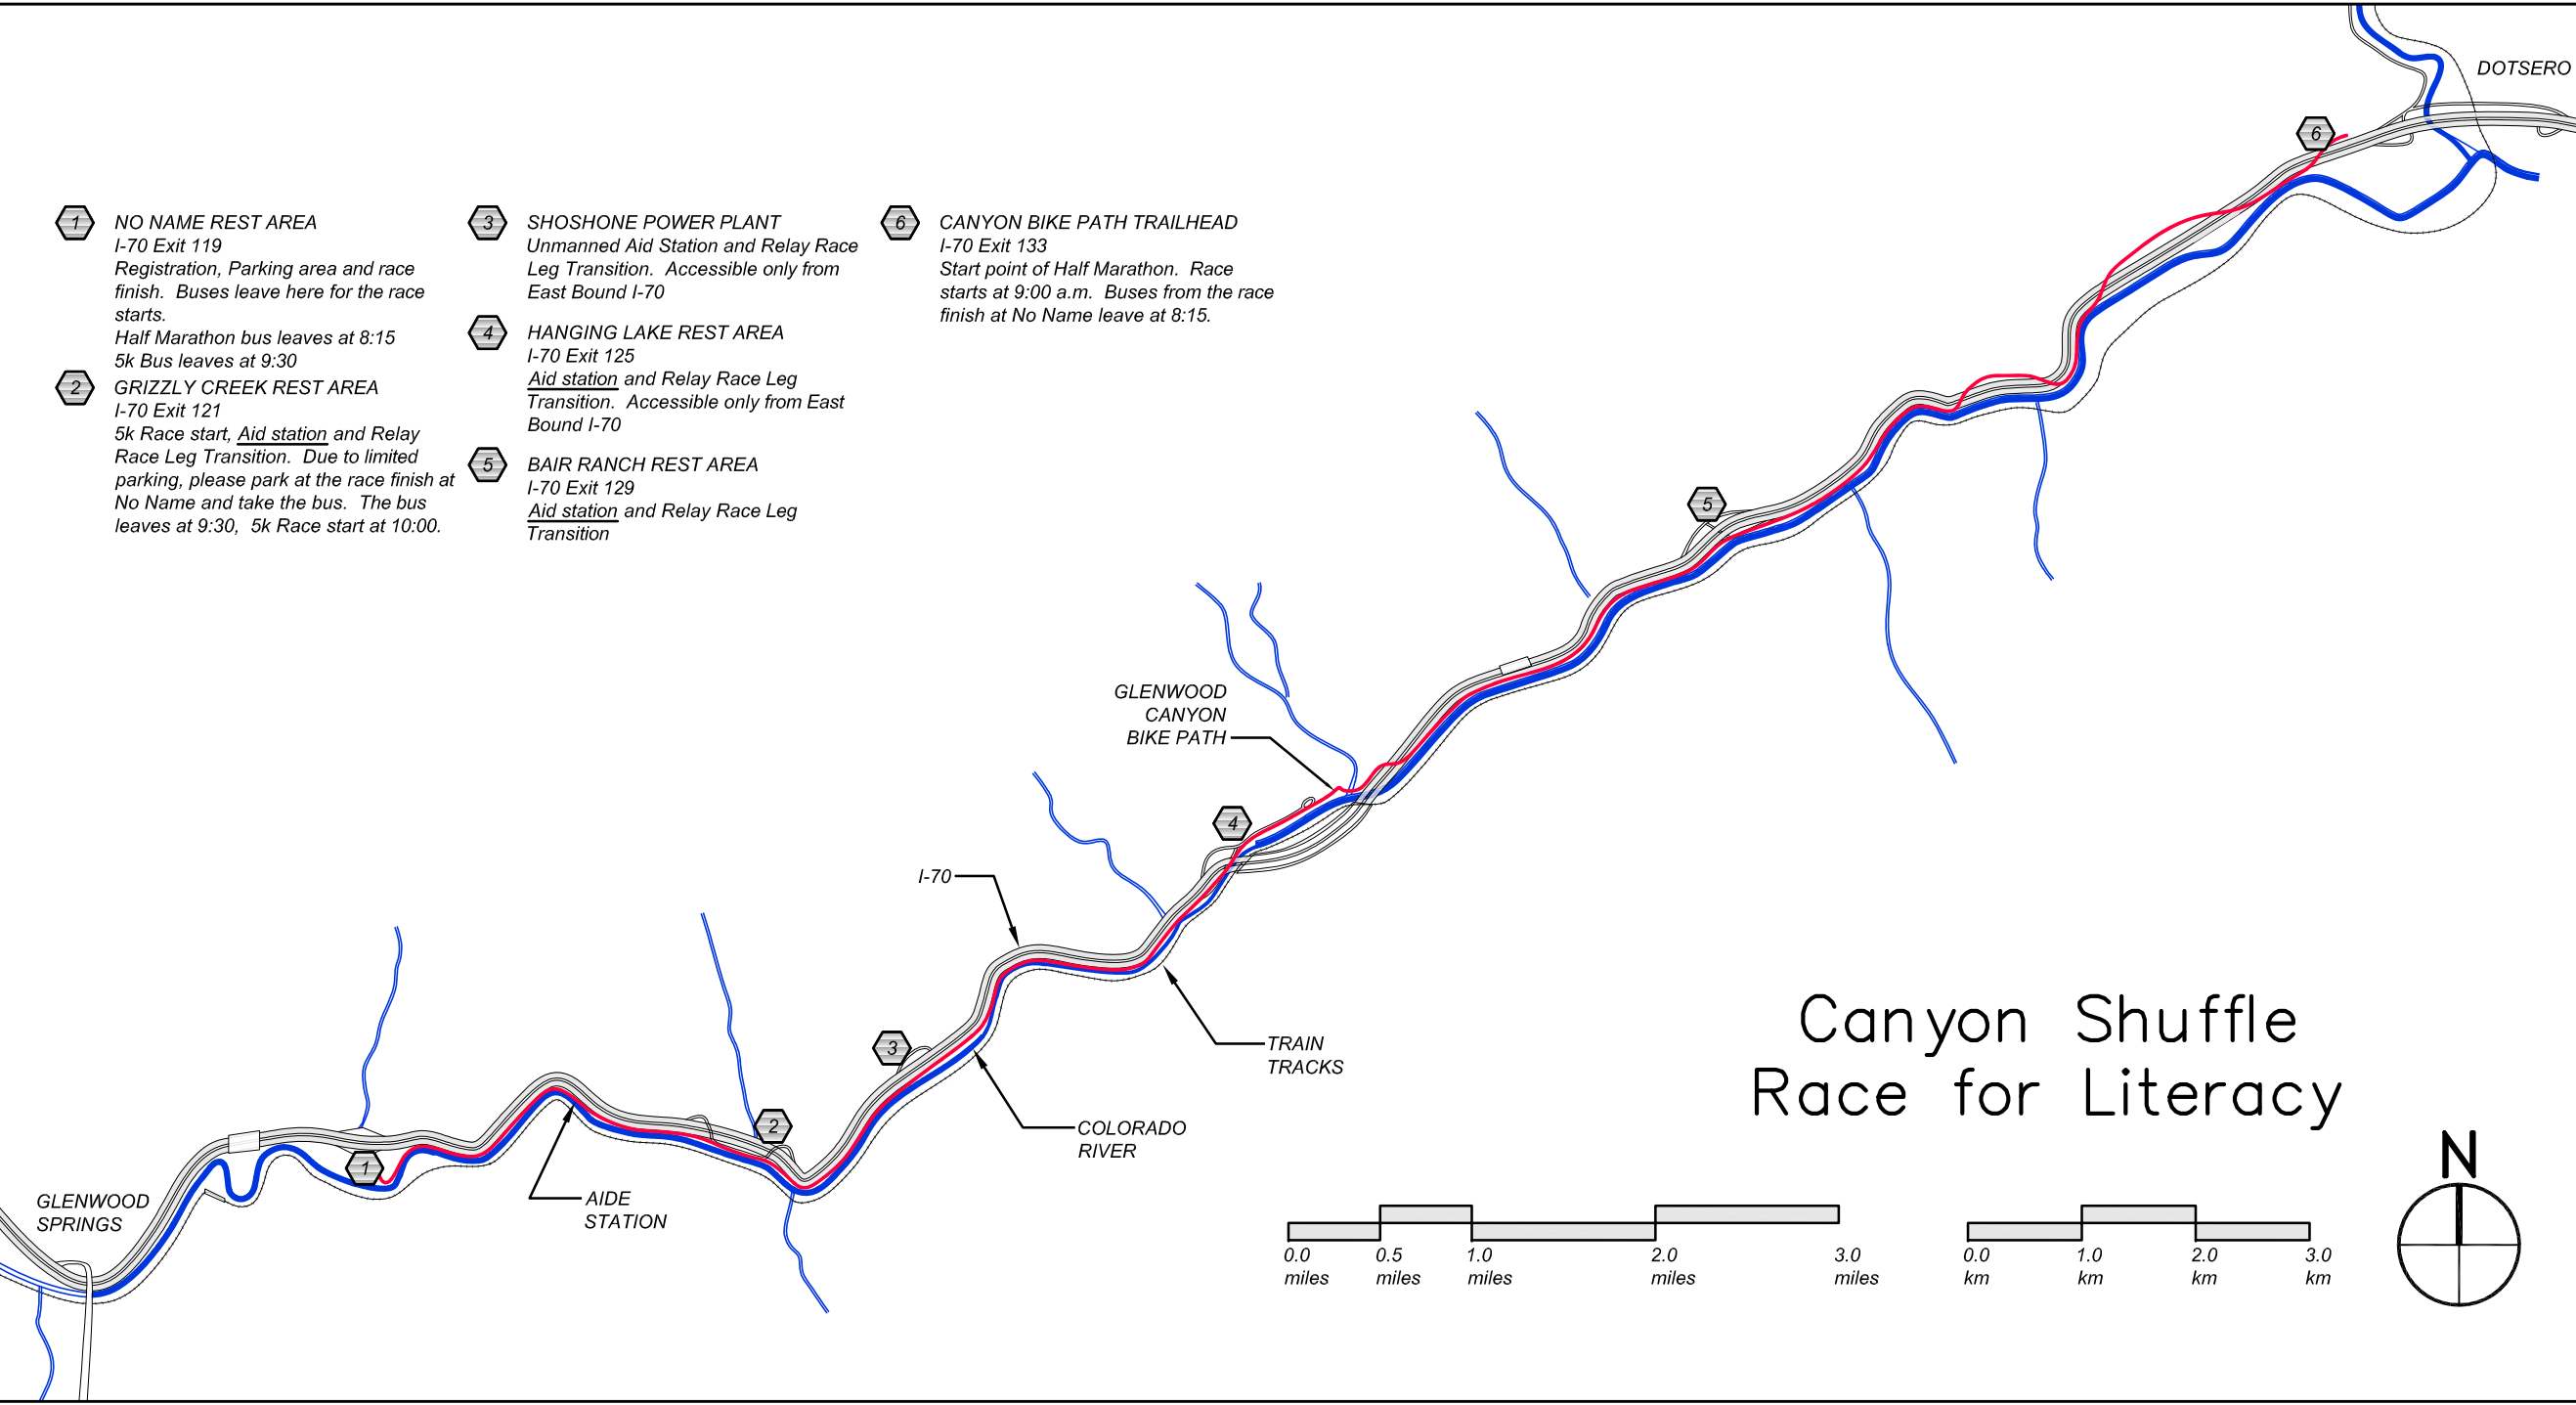 DOTSERO
6
1
NO NAME REST AREA
I-70 Exit 119
Registration, Parking area and race
finish.  Buses leave here for the race
starts.
Half Marathon bus leaves at 8:15
5k Bus leaves at 9:30
2
GRIZZLY CREEK REST AREA
I-70 Exit 121
5k Race start, Aid station and Relay
Race Leg Transition.  Due to limited
parking, please park at the race finish at
No Name and take the bus.  The bus
leaves at 9:30,  5k Race start at 10:00.
3
SHOSHONE POWER PLANT
Unmanned Aid Station and Relay Race
Leg Transition.  Accessible only from
East Bound I-70
4
HANGING LAKE REST AREA
I-70 Exit 125
Aid station and Relay Race Leg
Transition.  Accessible only from East
Bound I-70
5
BAIR RANCH REST AREA
I-70 Exit 129
Aid station and Relay Race Leg
Transition
6
CANYON BIKE PATH TRAILHEAD
I-70 Exit 133
Start point of Half Marathon.  Race
starts at 9:00 a.m.  Buses from the race
finish at No Name leave at 8:15.
5
GLENWOOD
CANYON
BIKE PATH
4
I-70
3
TRAIN
TRACKS
2
COLORADO
RIVER
1
AIDE
STATION
GLENWOOD
SPRINGS
Canyon Shuffle
Race for Literacy
N
0.0 0.5 1.0 2.0 3.0
miles miles miles miles miles
0.0 1.0 2.0 3.0
km km km km